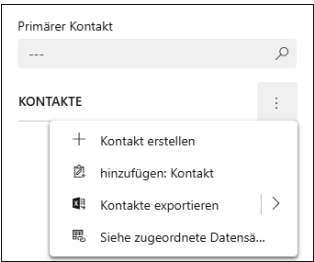 Primärer Kontakt
---
KONTAKTE
Kontakt erstellen
hinzufügen: Kontakt
Kontakte exportieren
Siehe zugeordnete Datensä...